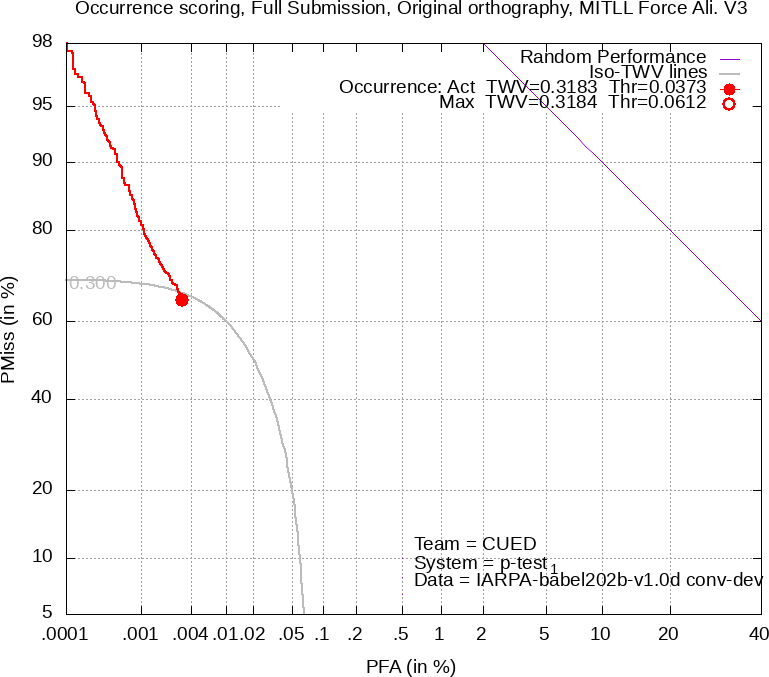 Occurrence scoring, Full Submission, Original orthography, MITLL Force Ali. V3
98
95
90
80
60
40
20
10
5
PMiss (in %)
Random Performance
Iso-TWV lines
Occurrence: Act TWV=0.3183 Thr=0.0373
Max TWV=0.3184 Thr=0.0612
0.300
Team = CUED
System = p-test1
Data = IARPA-babel202b-v1.0d conv-dev
.0001 .001 .004 .01 .02 .05 .1 .2 .5 1 2 5 10 20 40
PFA (in %)